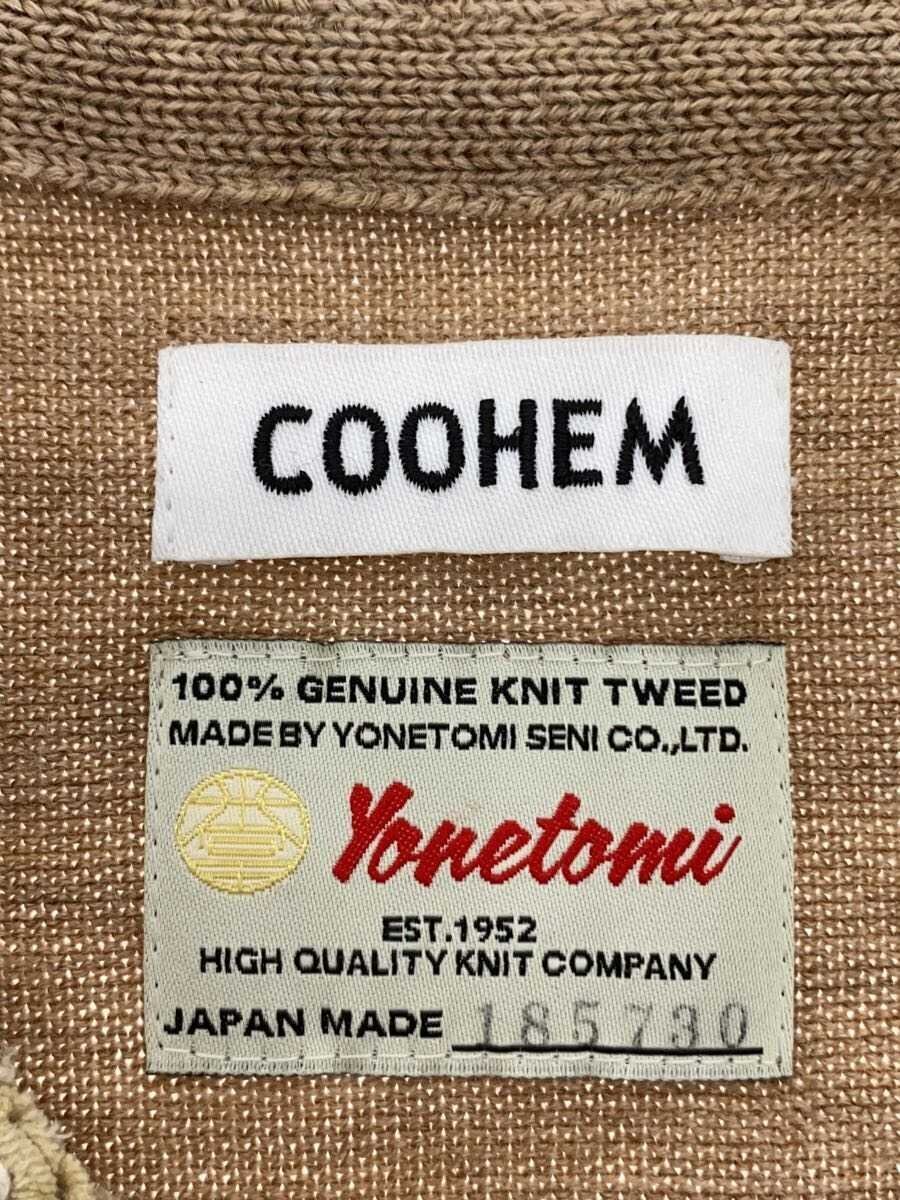 COOHEM
100% GENUINE KNIT TWEED
MADE BY YONETOMI SENI CO.,LTD.
Yonetomi
EST.1952
HIGH QUALITY KNIT COMPANY
JAPAN MADE 185730